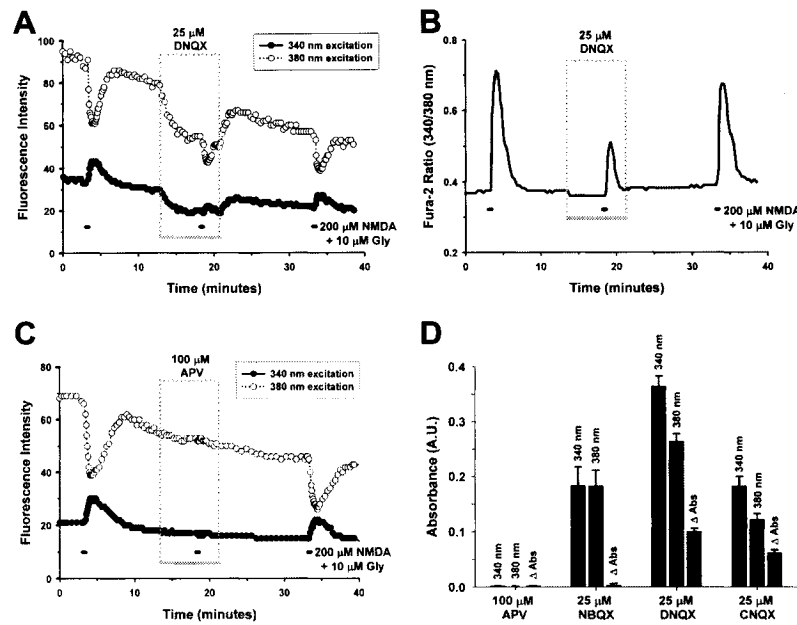 A
25 µM
DNQX
340 nm excitation
380 nm excitation
Fluorescence Intensity
100
80
60
40
20
0
200 µM NMDA
+ 10 µM Gly
0 10 20 30 40
Time (minutes)
B
25 µM
DNQX
Fura-2 Ratio (340/380 nm)
0.8
0.6
0.4
0.2
200 µM NMDA
+ 10 µM Gly
0 10 20 30 40
Time (minutes)
C
100 µM
APV
340 nm excitation
380 nm excitation
Fluorescence Intensity
80
60
40
20
0
200 µM NMDA
+ 10 µM Gly
0 10 20 30 40
Time (minutes)
D
Absorbance (A.U.)
0.4
0.3
0.2
0.1
0.0
340 nm
380 nm
Δ Abs
340 nm
380 nm
Δ Abs
340 nm
380 nm
Δ Abs
340 nm
380 nm
Δ Abs
100 µM
APV
25 µM
NBQX
25 µM
DNQX
25 µM
CNQX